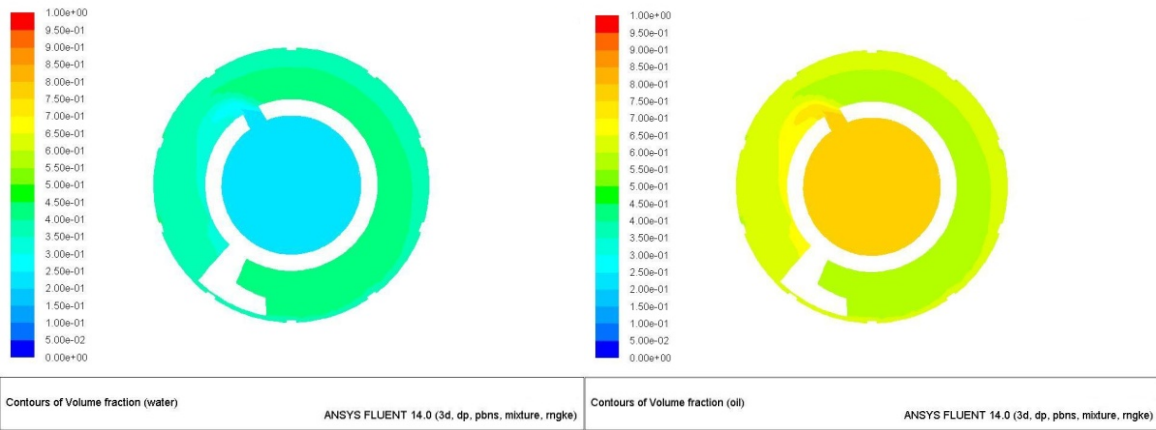 1.00e+00
9.50e-01
9.00e-01
8.50e-01
8.00e-01
7.50e-01
7.00e-01
6.50e-01
6.00e-01
5.50e-01
5.00e-01
4.50e-01
4.00e-01
3.50e-01
3.00e-01
2.50e-01
2.00e-01
1.50e-01
1.00e-01
5.00e-02
0.00e+00
Contours of Volume fraction (water)
ANSYS FLUENT 14.0 (3d, dp, pbns, mixture, rngke)
1.00e+00
9.50e-01
9.00e-01
8.50e-01
8.00e-01
7.50e-01
7.00e-01
6.50e-01
6.00e-01
5.50e-01
5.00e-01
4.50e-01
4.00e-01
3.50e-01
3.00e-01
2.50e-01
2.00e-01
1.50e-01
1.00e-01
5.00e-02
0.00e+00
Contours of Volume fraction (oil)
ANSYS FLUENT 14.0 (3d, dp, pbns, mixture, rngke)